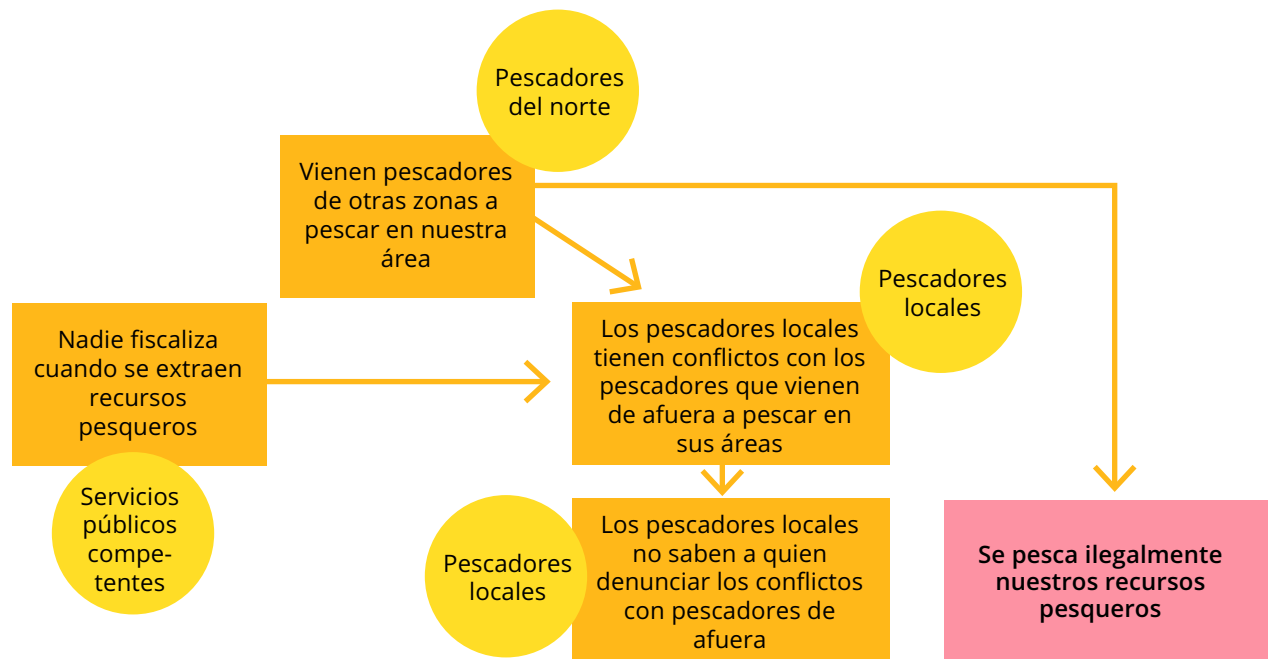 Pescadores
del norte
Vienen pescadores
de otras zonas a
pescar en nuestra
área
Pescadores
locales
Nadie fiscaliza
cuando se extraen
recursos
pesqueros
Los pescadores locales
tienen conflictos con los
pescadores que vienen
de afuera a pescar en
sus áreas
Servicios
públicos
compe-
tentes
Pescadores
locales
Los pescadores locales
no saben a quien
denunciar los conflictos
con pescadores de
afuera
Se pesca ilegalmente
nuestros recursos
pesqueros